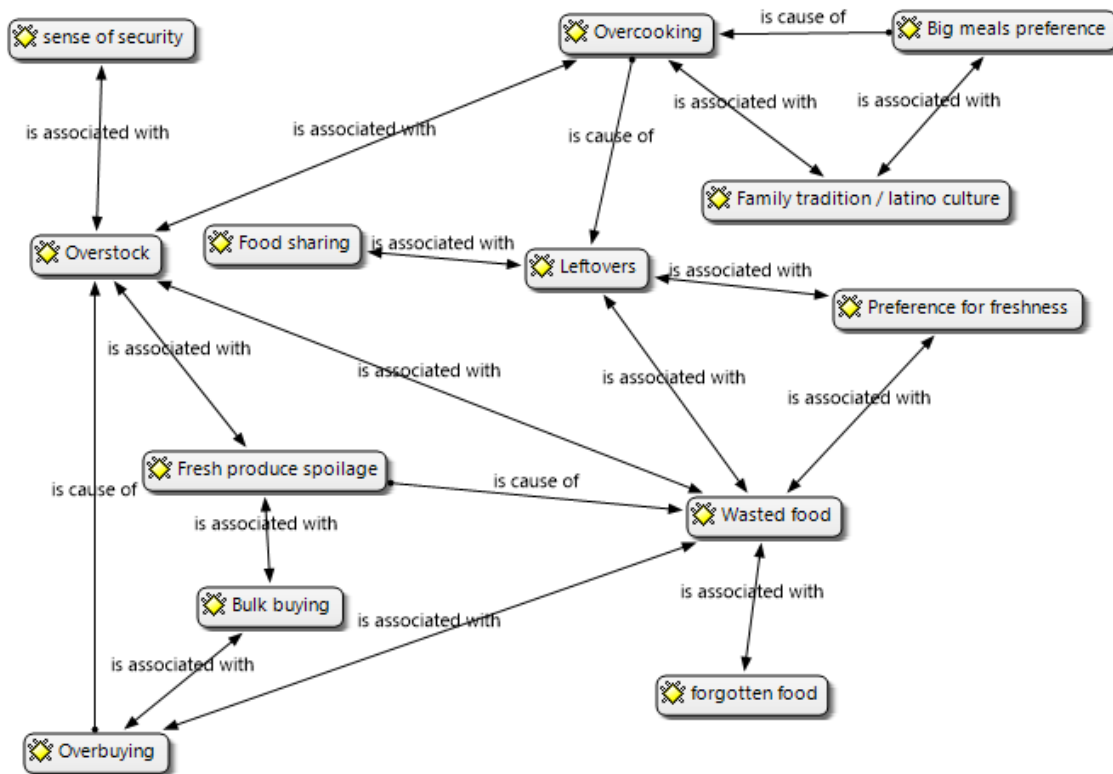 is cause of
sense of security
Overcooking
Big meals preference
is associated with
is associated with
is associated with
is associated with
is cause of
Family tradition / latino culture
Food sharing
is associated with
Overstock
Leftovers
is associated with
Preference for freshness
is associated with
is associated with
is associated with
is associated with
Fresh produce spoilage
is cause of
is cause of
Wasted food
is associated with
is associated with
Bulk buying
is associated with
is associated with
forgotten food
Overbuying